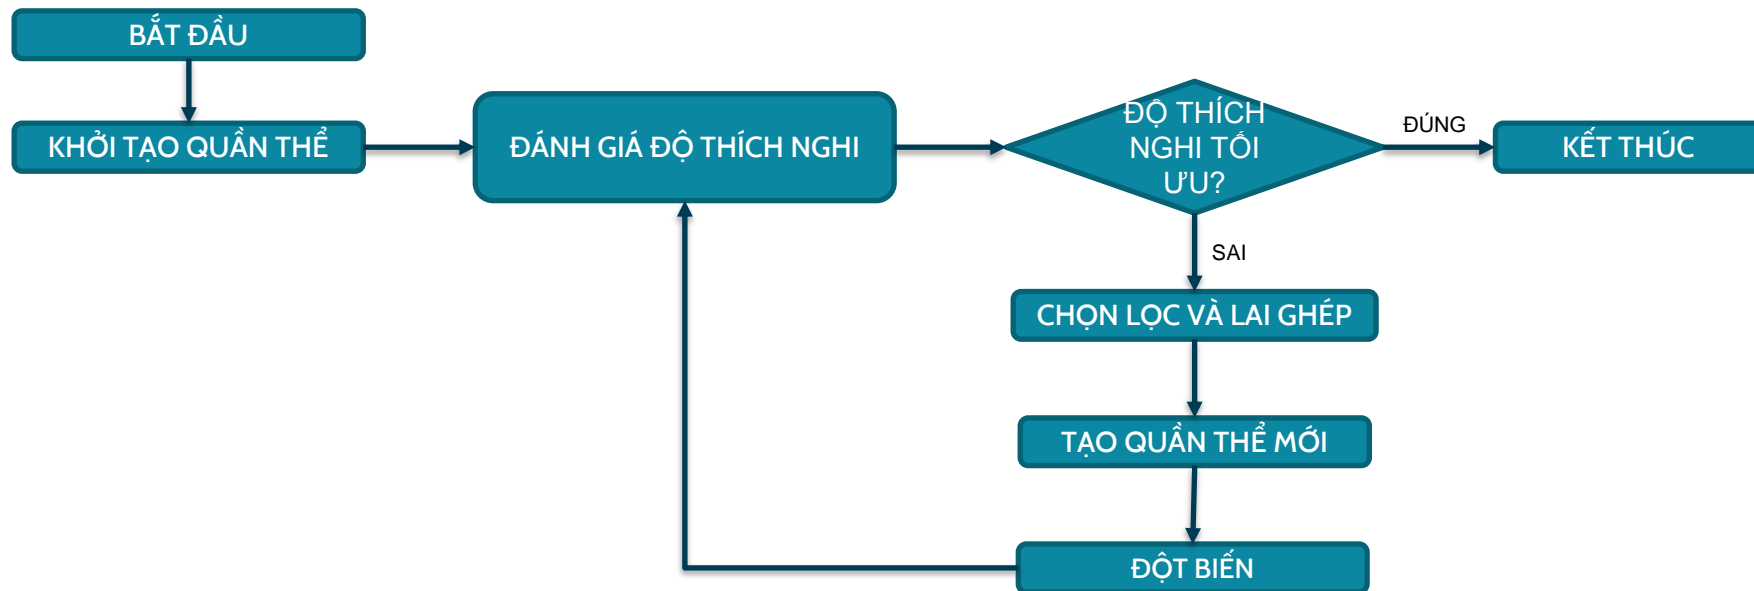 BẮT ĐẦU
KHỞI TẠO QUẦN THỂ
ĐÁNH GIÁ ĐỘ THÍCH NGHI
ĐỘ THÍCH
NGHI TỐI
ƯU?
ĐÚNG
KẾT THÚC
SAI
CHỌN LỌC VÀ LAI GHÉP
TẠO QUẦN THỂ MỚI
ĐỘT BIẾN